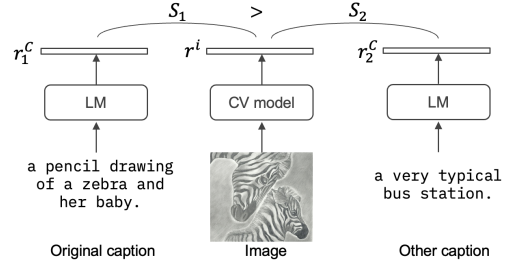 S₁ > S₂
r₁ᶜ rⁱ r₂ᶜ
LM CV model LM
a pencil drawing
of a zebra and
her baby.
a very typical
bus station.
Original caption Image Other caption